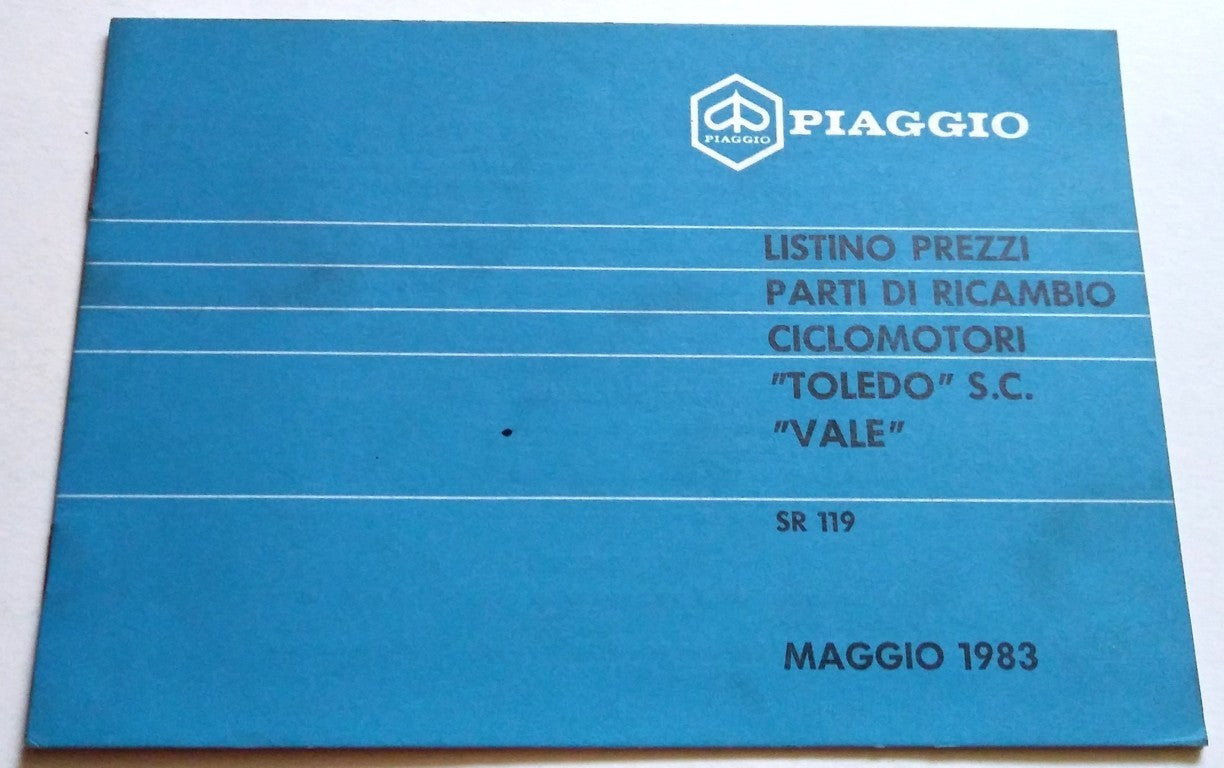 PIAGGIO
PIAGGIO
LISTINO PREZZI
PARTI DI RICAMBIO
CICLOMOTORI
"TOLEDO" S.C.
"VALE"
SR 119
MAGGIO 1983